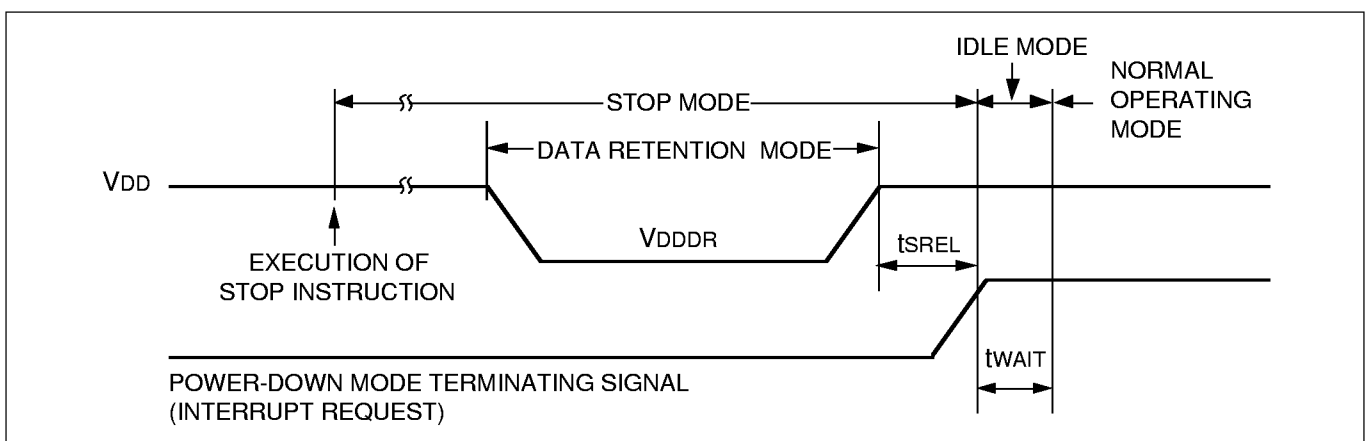 IDLE MODE
STOP MODE
NORMAL
OPERATING
MODE
DATA RETENTION MODE
VDD
VDDDR
tSREL
EXECUTION OF
STOP INSTRUCTION
tWAIT
POWER-DOWN MODE TERMINATING SIGNAL
(INTERRUPT REQUEST)